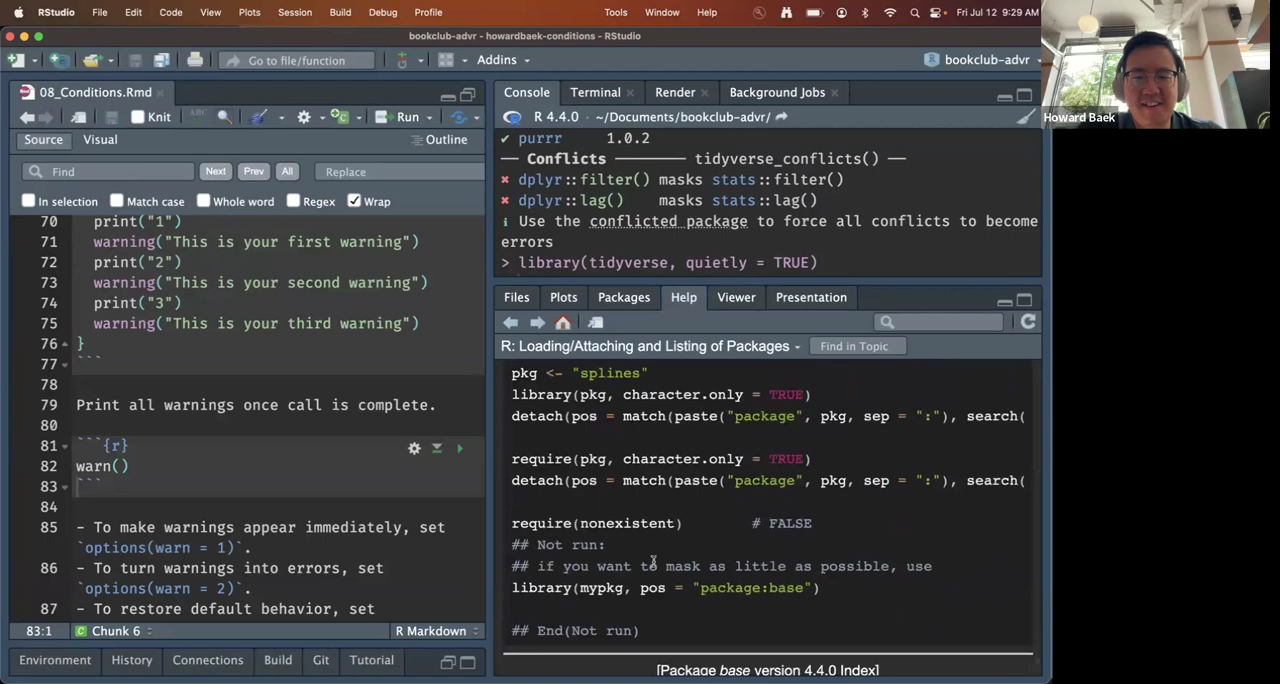 RStudio File Edit Code View Plots Session Build Debug Profile Tools Window Help Fri Jul 12 9:29 AM
bookclub-advr - howardbaek-conditions - RStudio
Go to file/function Addins bookclub-advr
Howard Baek
08_Conditions.Rmd
Knit ABC Run
Source Visual Outline
Find Next Prev All Replace
In selection Match case Whole word Regex Wrap
70 print("1")
71 warning("This is your first warning")
72 print("2")
73 warning("This is your second warning")
74 print("3")
75 warning("This is your third warning")
76 }
77 ```
78
79 Print all warnings once call is complete.
80
81 ```{r}
82 warn()
83 ```
84
85 - To make warnings appear immediately, set
`options(warn = 1)`.
86 - To turn warnings into errors, set
`options(warn = 2)`.
87 - To restore default behavior, set
83:1 Chunk 6 R Markdown
Environment History Connections Build Git Tutorial
Console Terminal Render Background Jobs
R 4.4.0 · ~/Documents/bookclub-advr/
✔ purrr 1.0.2
── Conflicts ─────── tidyverse_conflicts() ──
✖ dplyr::filter() masks stats::filter()
✖ dplyr::lag() masks stats::lag()
ℹ Use the conflicted package to force all conflicts to become
errors
> library(tidyverse, quietly = TRUE)
Files Plots Packages Help Viewer Presentation
R: Loading/Attaching and Listing of Packages Find in Topic
pkg <- "splines"
library(pkg, character.only = TRUE)
detach(pos = match(paste("package", pkg, sep = ":"), search(
require(pkg, character.only = TRUE)
detach(pos = match(paste("package", pkg, sep = ":"), search(
require(nonexistent) # FALSE
## Not run:
## if you want to mask as little as possible, use
library(mypkg, pos = "package:base")
## End(Not run)
[Package base version 4.4.0 Index]